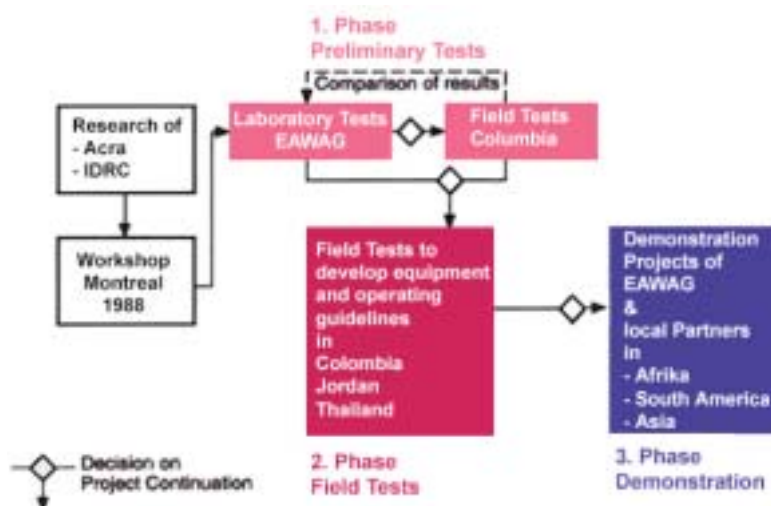 1. Phase
Preliminary Tests
Comparison of results
Research of
- Acra
- IDRC
Laboratory Tests
EAWAG
Field Tests
Columbia
Workshop
Montreal
1988
Field Tests to
develop equipment
and operating
guidelines
in
Colombia
Jordan
Thailand
Demonstration
Projects of
EAWAG
&
local Partners
in
- Afrika
- South America
- Asia
Decision on
Project Continuation
2. Phase
Field Tests
3. Phase
Demonstration